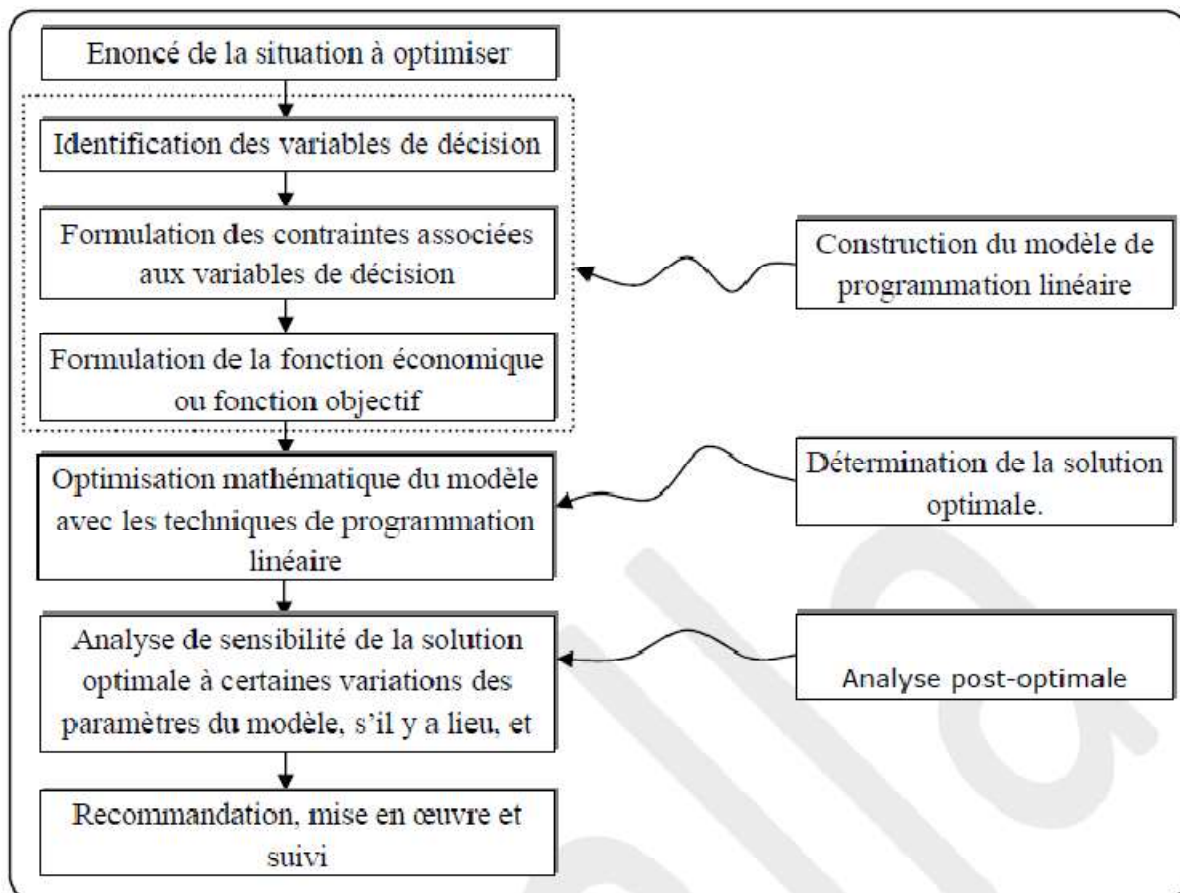 Enoncé de la situation à optimiser
Identification des variables de décision
Formulation des contraintes associées
aux variables de décision
Formulation de la fonction économique
ou fonction objectif
Construction du modèle de
programmation linéaire
Optimisation mathématique du modèle
avec les techniques de programmation
linéaire
Détermination de la solution
optimale.
Analyse de sensibilité de la solution
optimale à certaines variations des
paramètres du modèle, s'il y a lieu, et
Analyse post-optimale
Recommandation, mise en œuvre et
suivi